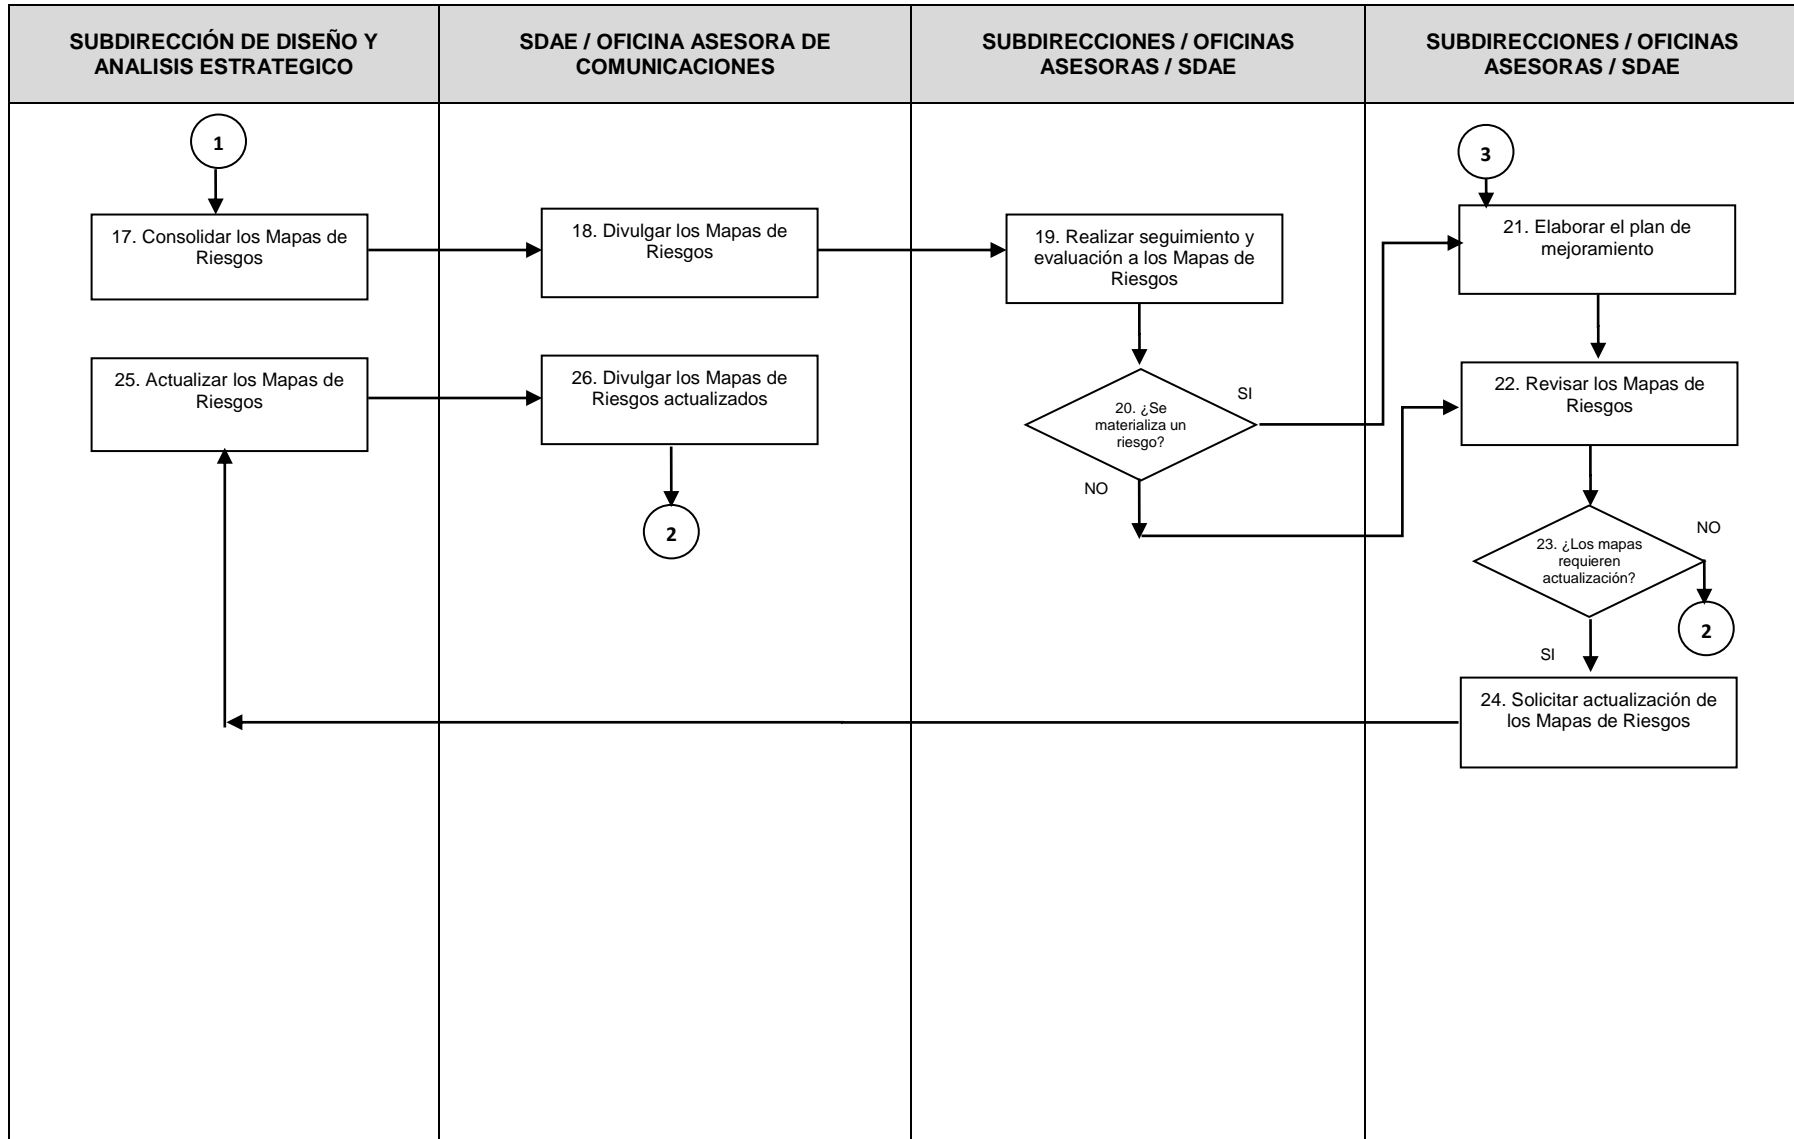 SUBDIRECCIÓN DE DISEÑO Y
ANALISIS ESTRATEGICO
SDAE / OFICINA ASESORA DE
COMUNICACIONES
SUBDIRECCIONES / OFICINAS
ASESORAS / SDAE
SUBDIRECCIONES / OFICINAS
ASESORAS / SDAE
1
3
17. Consolidar los Mapas de
Riesgos
18. Divulgar los Mapas de
Riesgos
19. Realizar seguimiento y
evaluación a los Mapas de
Riesgos
21. Elaborar el plan de
mejoramiento
25. Actualizar los Mapas de
Riesgos
26. Divulgar los Mapas de
Riesgos actualizados
20. ¿Se
materializa un
riesgo?
SI
NO
22. Revisar los Mapas de
Riesgos
2
23. ¿Los mapas
requieren
actualización?
NO
2
SI
24. Solicitar actualización de
los Mapas de Riesgos